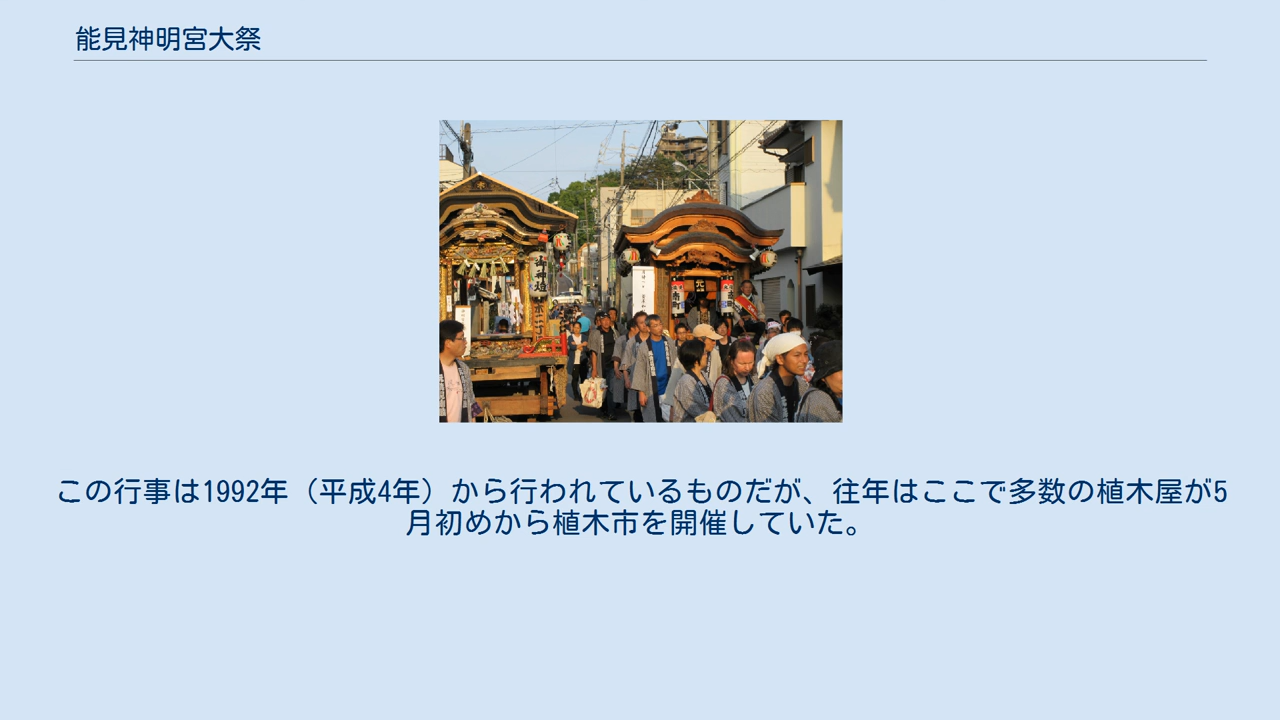 能見神明宮大祭
御神燈
この行事は1992年（平成4年）から行われているものだが、往年はここで多数の植木屋が5
月初めから植木市を開催していた。